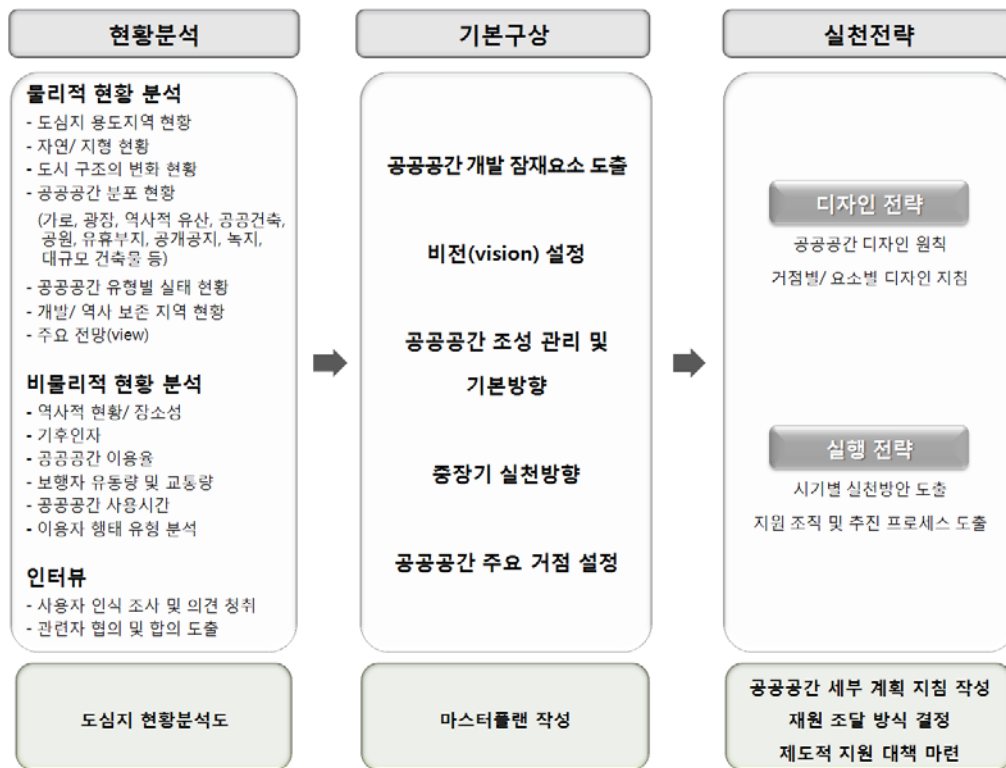 현황분석
물리적 현황 분석
- 도심지 용도지역 현황
- 자연/ 지형 현황
- 도시 구조의 변화 현황
- 공공공간 분포 현황
(가로, 광장, 역사적 유산, 공공건축,
공원, 유휴부지, 공개공지, 녹지,
대규모 건축물 등)
- 공공공간 유형별 실태 현황
- 개발/ 역사 보존 지역 현황
- 주요 전망(view)
비물리적 현황 분석
- 역사적 현황/ 장소성
- 기후인자
- 공공공간 이용율
- 보행자 유동량 및 교통량
- 공공공간 사용시간
- 이용자 행태 유형 분석
인터뷰
- 사용자 인식 조사 및 의견 청취
- 관련자 협의 및 합의 도출
도심지 현황분석도
기본구상
공공공간 개발 잠재요소 도출
비전(vision) 설정
공공공간 조성 관리 및
기본방향
중장기 실천방향
공공공간 주요 거점 설정
마스터플랜 작성
실천전략
디자인 전략
공공공간 디자인 원칙
거점별/ 요소별 디자인 지침
실행 전략
시기별 실천방안 도출
지원 조직 및 추진 프로세스 도출
공공공간 세부 계획 지침 작성
재원 조달 방식 결정
제도적 지원 대책 마련